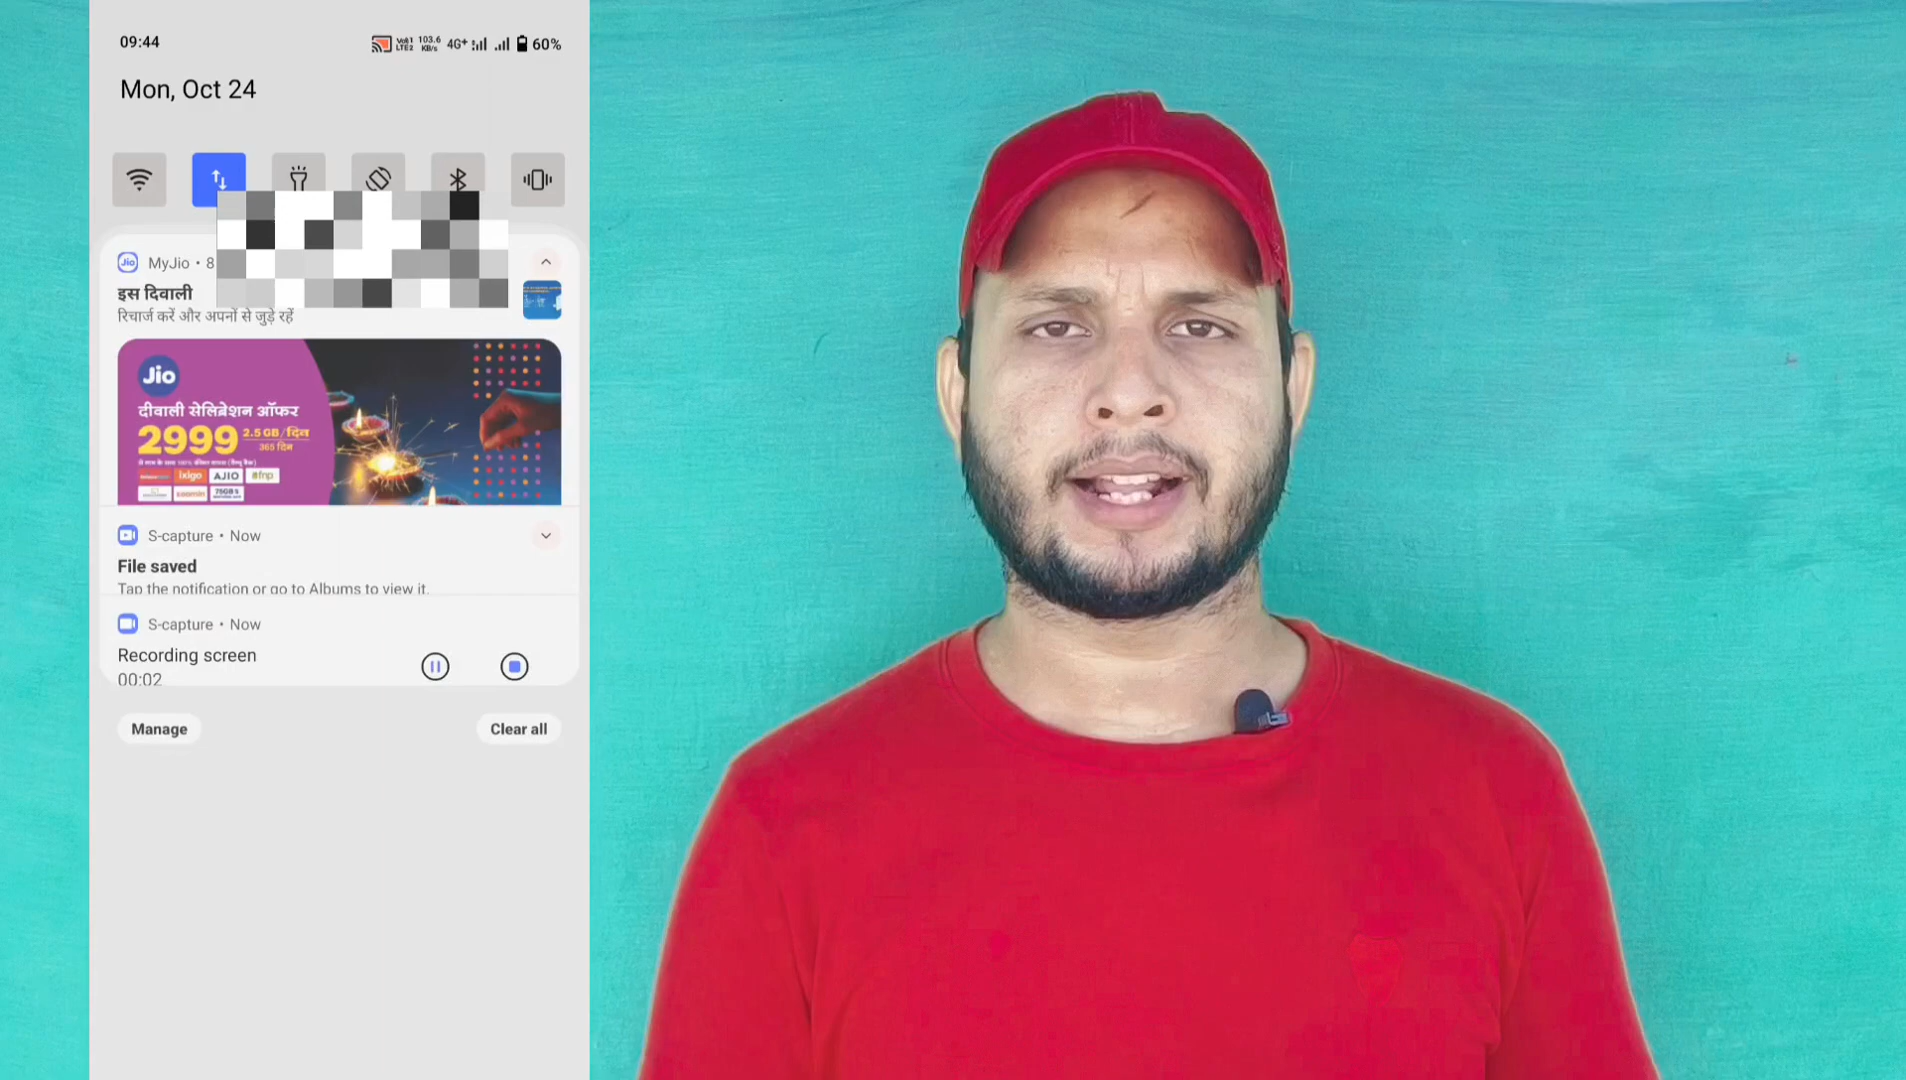 09:44
4G+
60%
Mon, Oct 24
Jio
MyJio • 8
इस दिवाली
रिचार्ज करें और अपनों से जुड़े रहें
Jio
दीवाली सेलिब्रेशन ऑफर
2999
2.5 GB/दिन
365 दिन
ixigo
AJIO
S-capture • Now
File saved
Tap the notification or go to Albums to view it.
S-capture • Now
Recording screen
00:02
Manage
Clear all